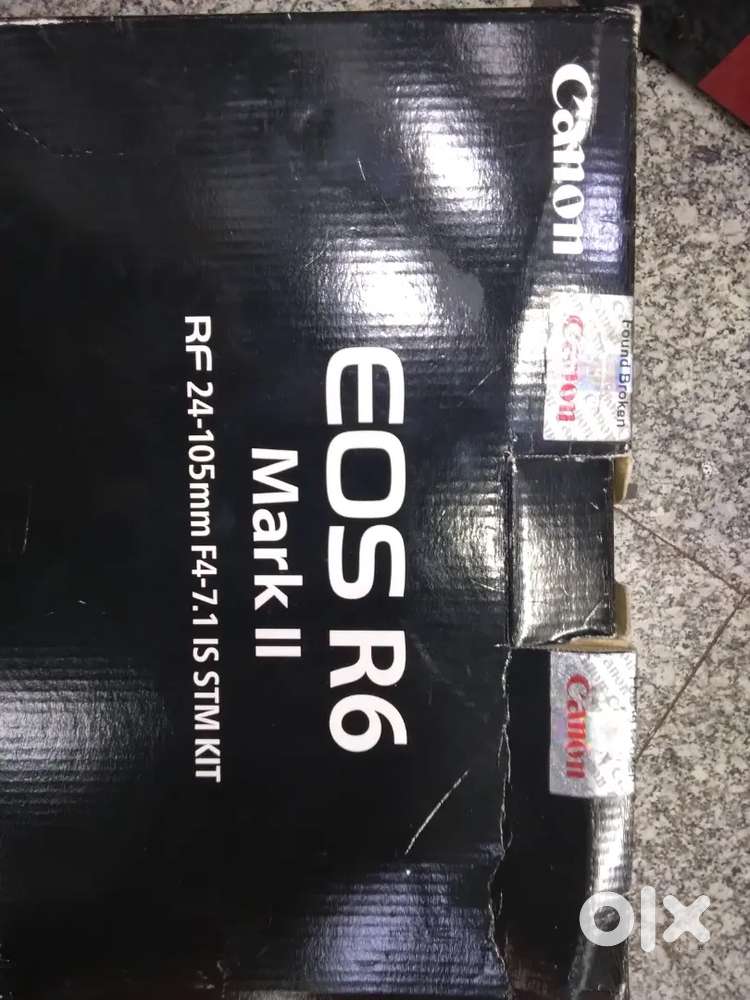 Canon
EOS R6
Mark II
RF 24-105mm F4-7.1 IS STM KIT
Found Broken
Canon
Canon
olx